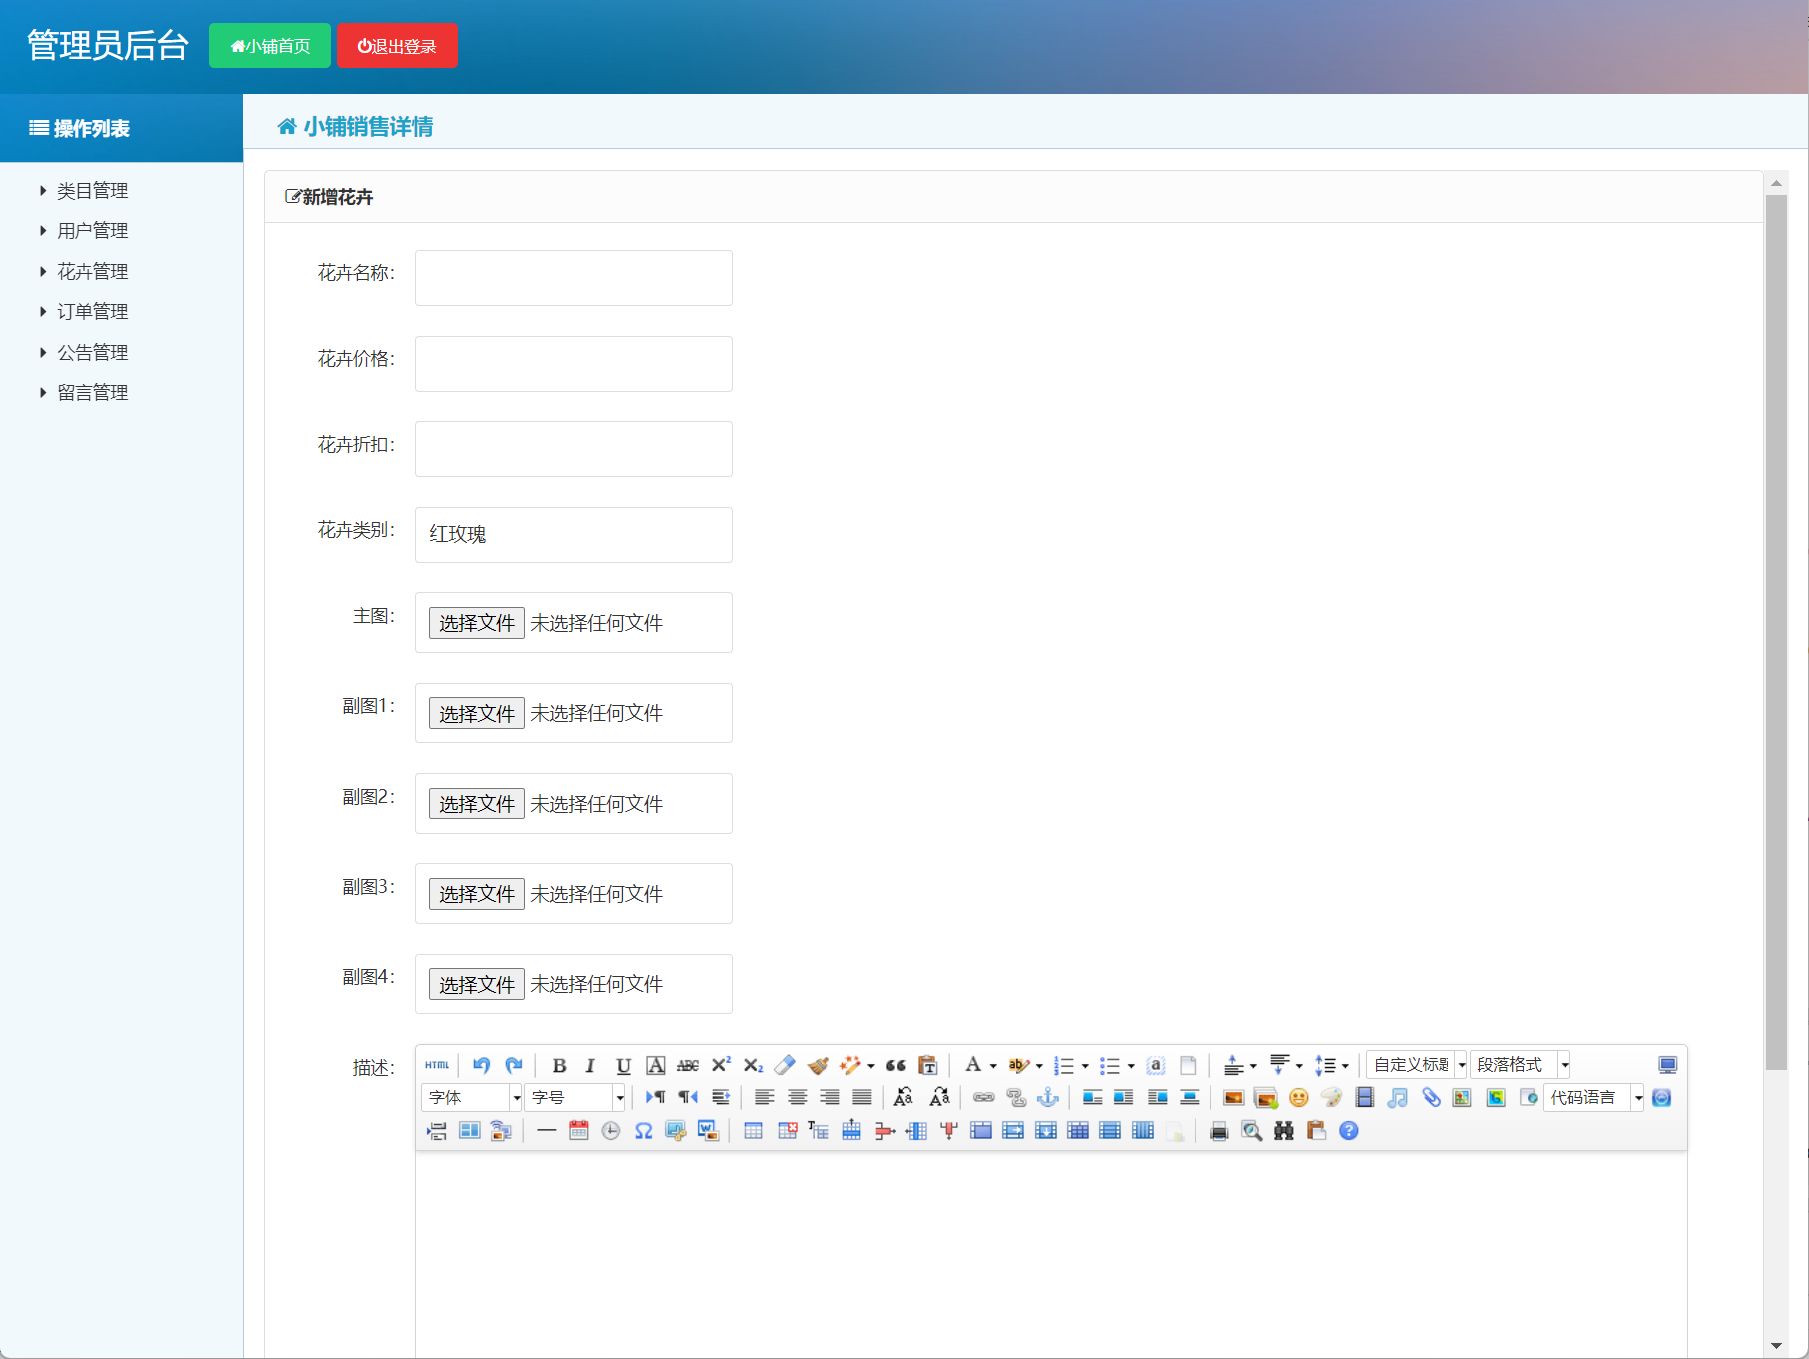 管理员后台 小铺首页 退出登录
操作列表
类目管理
用户管理
花卉管理
订单管理
公告管理
留言管理
小铺销售详情
新增花卉
花卉名称:
花卉价格:
花卉折扣:
花卉类别: 红玫瑰
主图: 选择文件 未选择任何文件
副图1: 选择文件 未选择任何文件
副图2: 选择文件 未选择任何文件
副图3: 选择文件 未选择任何文件
副图4: 选择文件 未选择任何文件
描述:
HTML B I U A ABC X² X₂ A ab a 自定义标题 段落格式
字体 字号 代码语言